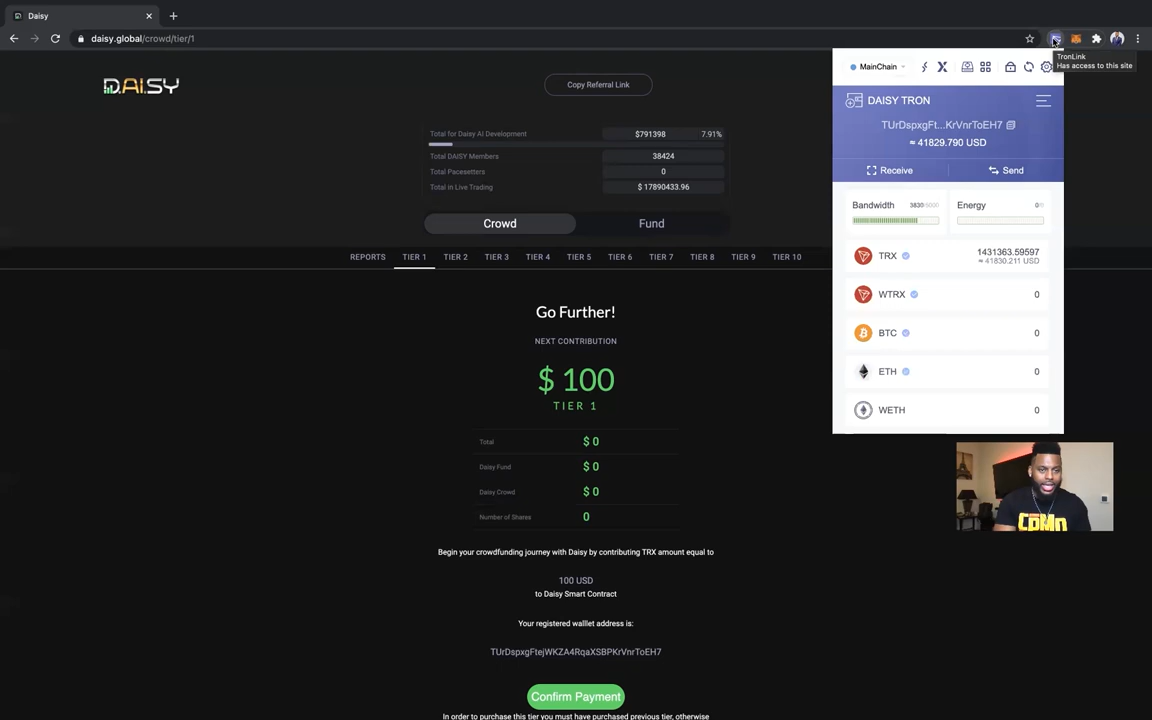 Daisy
daisy.global/crowd/tier/1
TronLink
Has access to this site
MainChain
DAISY TRON
TUrDspxgFt...KrVnrToEH7
≈ 41829.790 USD
Receive
Send
Bandwidth 3830/5000
Energy 0/0
TRX 1431363.59597
≈ 41830.211 USD
WTRX 0
BTC 0
ETH 0
WETH 0
DAISY
Copy Referral Link
Total for Daisy AI Development $791398 7.91%
Total DAISY Members 38424
Total Pacesetters 0
Total in Live Trading $ 17890433.96
Crowd Fund
REPORTS TIER 1 TIER 2 TIER 3 TIER 4 TIER 5 TIER 6 TIER 7 TIER 8 TIER 9 TIER 10
Go Further!
NEXT CONTRIBUTION
$ 100
TIER 1
Total $ 0
Daisy Fund $ 0
Daisy Crowd $ 0
Number of Shares 0
Begin your crowdfunding journey with Daisy by contributing TRX amount equal to
100 USD
to Daisy Smart Contract
Your registered walllet address is:
TUrDspxgFtejWKZA4RqaXSBPKrVnrToEH7
Confirm Payment
In order to purchase this tier you must have purchased previous tier, otherwise